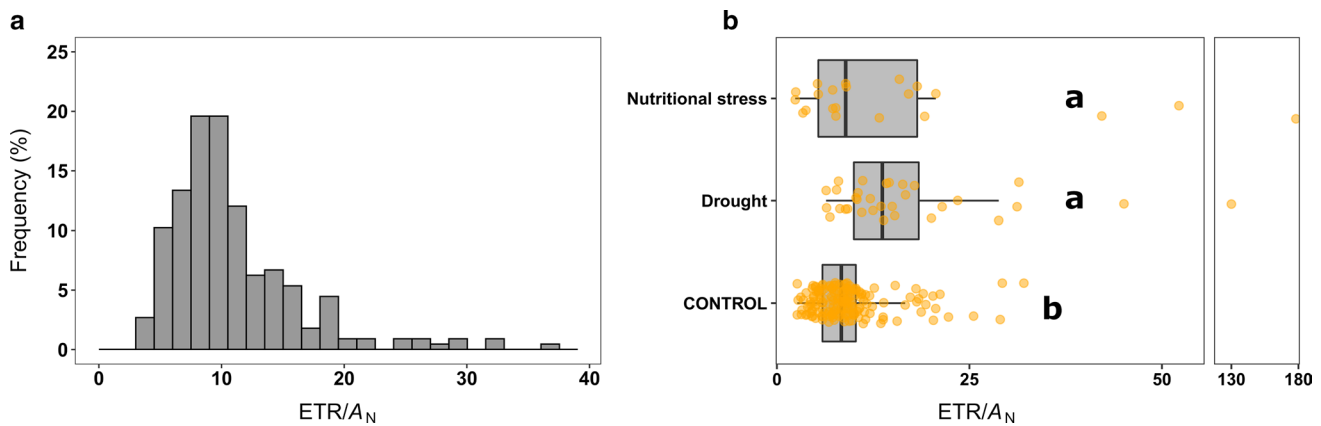 a
25
20
15
10
5
0
Frequency (%)
0 10 20 30 40
ETR/AN
b
Nutritional stress
a
Drought
a
CONTROL
b
0 25 50 130 180
ETR/AN